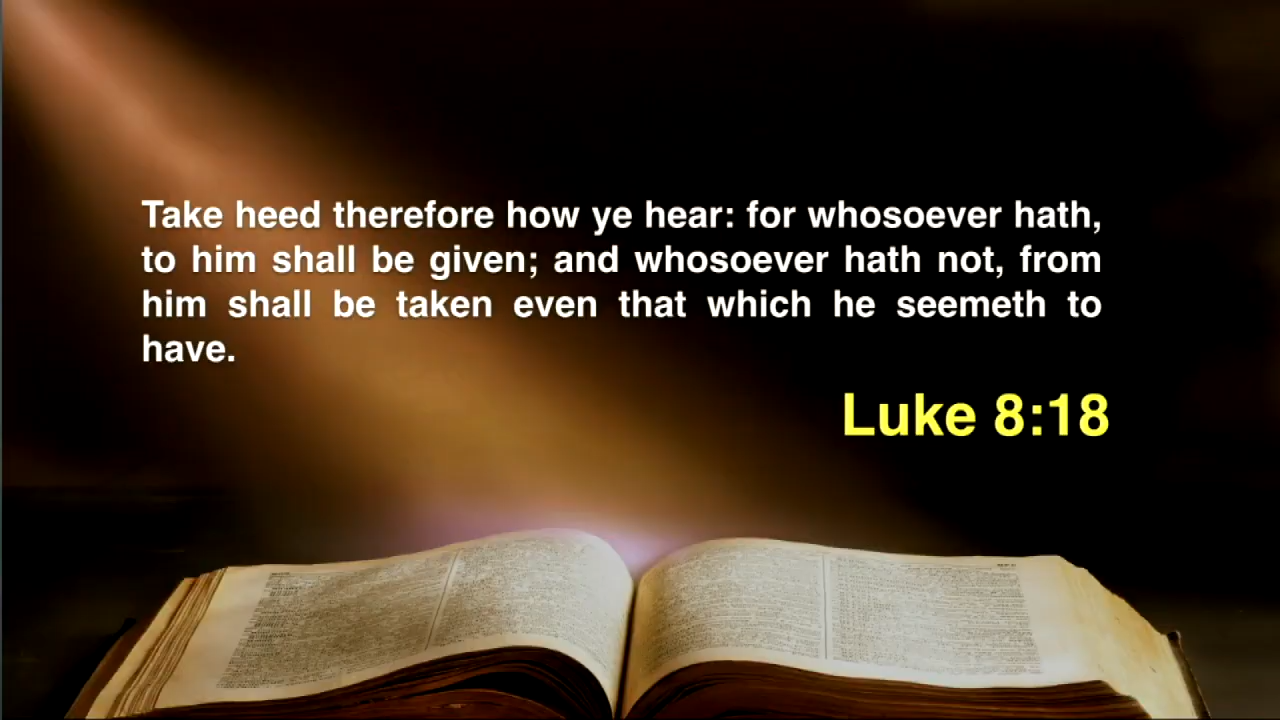 Take heed therefore how ye hear: for whosoever hath,
to him shall be given; and whosoever hath not, from
him shall be taken even that which he seemeth to
have.
Luke 8:18